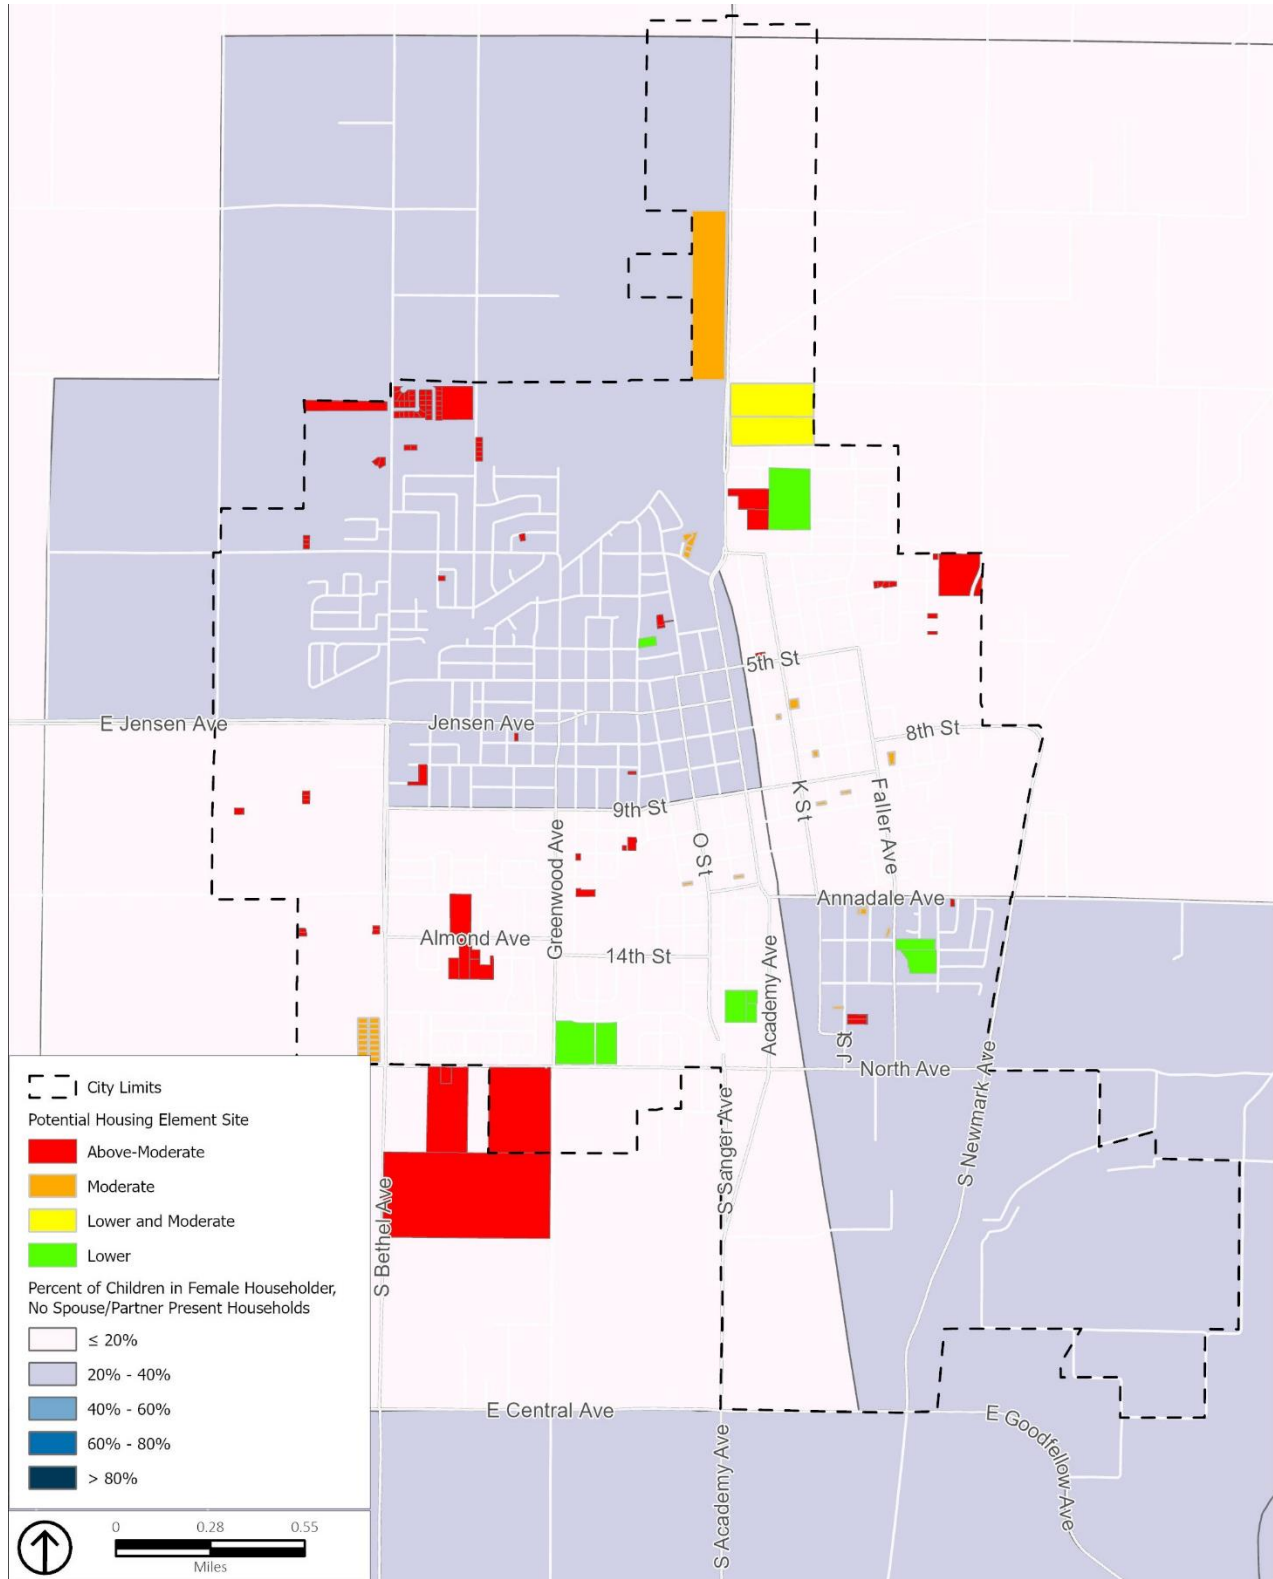 5th St
E Jensen Ave
Jensen Ave
8th St
9th St
K St
Faller Ave
O St
Greenwood Ave
Annadale Ave
Almond Ave
14th St
Academy Ave
J St
North Ave
S Newmark Ave
S Sanger Ave
S Bethel Ave
E Central Ave
E Goodfellow Ave
S Academy Ave
City Limits
Potential Housing Element Site
Above-Moderate
Moderate
Lower and Moderate
Lower
Percent of Children in Female Householder,
No Spouse/Partner Present Households
≤ 20%
20% - 40%
40% - 60%
60% - 80%
> 80%
0 0.28 0.55
Miles